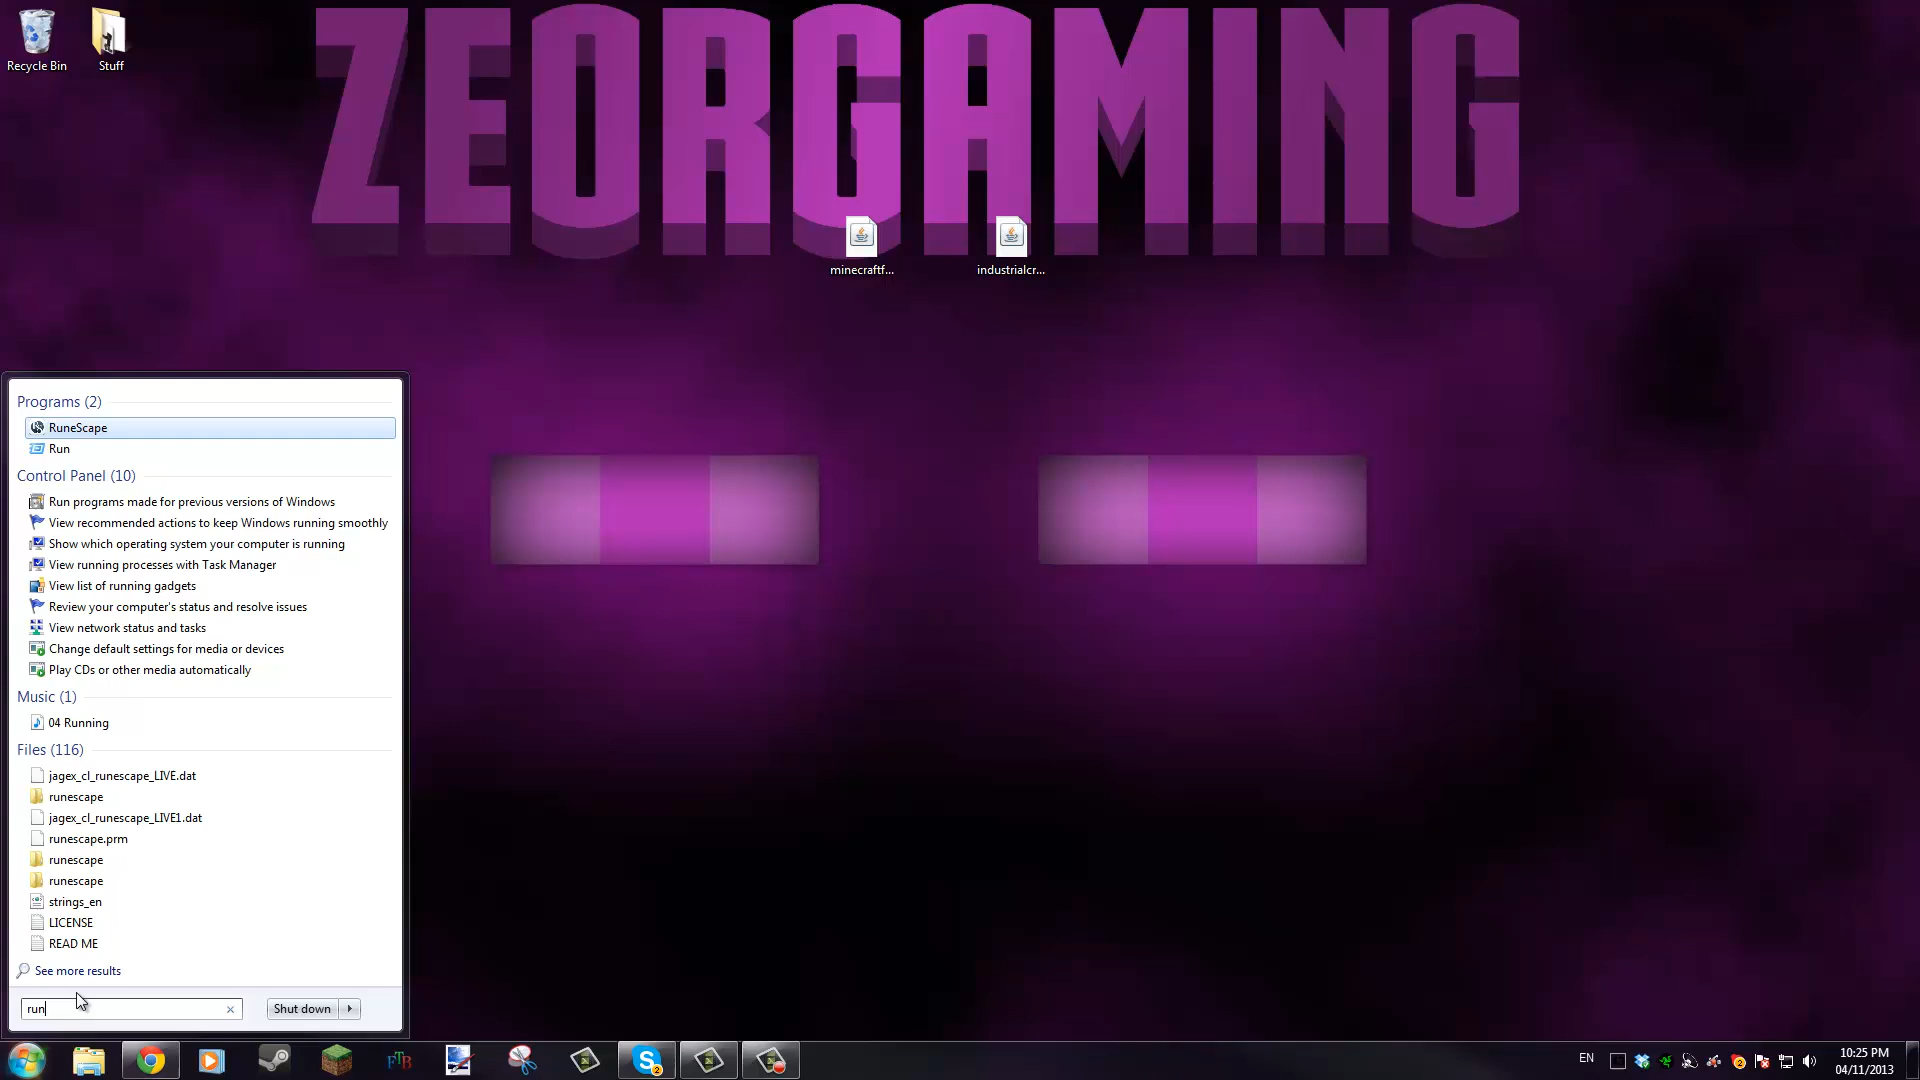 ZEORGAMING
Recycle Bin
Stuff
minecraftf...
industrialcr...
Programs (2)
RuneScape
Run
Control Panel (10)
Run programs made for previous versions of Windows
View recommended actions to keep Windows running smoothly
Show which operating system your computer is running
View running processes with Task Manager
View list of running gadgets
Review your computer's status and resolve issues
View network status and tasks
Change default settings for media or devices
Play CDs or other media automatically
Music (1)
04 Running
Files (116)
jagex_cl_runescape_LIVE.dat
runescape
jagex_cl_runescape_LIVE1.dat
runescape.prm
runescape
runescape
strings_en
LICENSE
READ ME
See more results
run
Shut down
FTB
2
EN
2
10:25 PM
04/11/2013